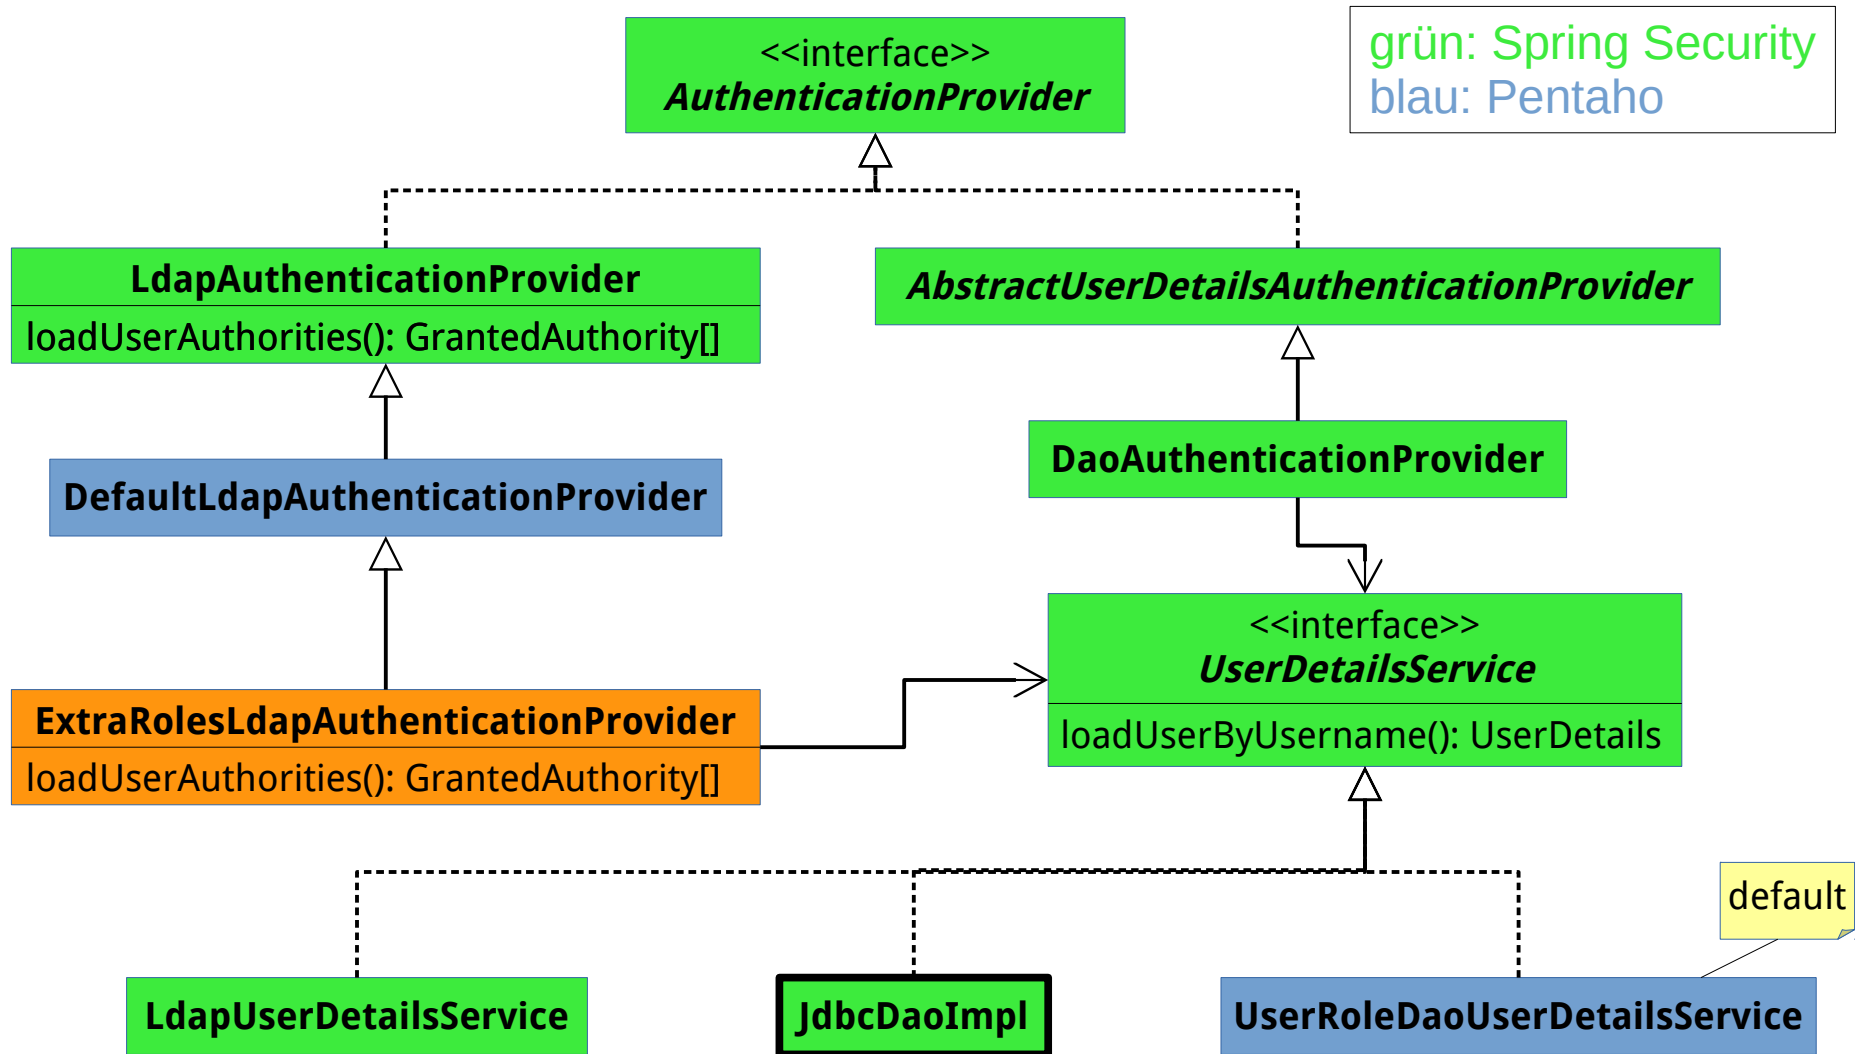 <<interface>>
AuthenticationProvider
grün: Spring Security
blau: Pentaho
LdapAuthenticationProvider
loadUserAuthorities(): GrantedAuthority[]
AbstractUserDetailsAuthenticationProvider
DefaultLdapAuthenticationProvider
DaoAuthenticationProvider
ExtraRolesLdapAuthenticationProvider
loadUserAuthorities(): GrantedAuthority[]
<<interface>>
UserDetailsService
loadUserByUsername(): UserDetails
default
LdapUserDetailsService
JdbcDaoImpl
UserRoleDaoUserDetailsService